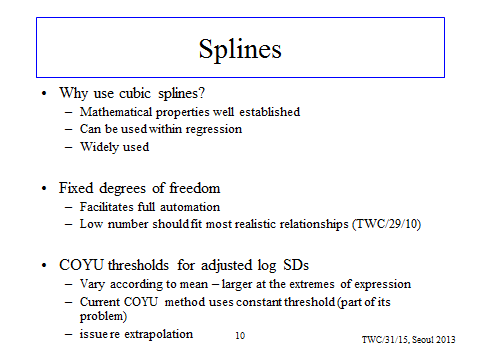 Splines
• Why use cubic splines?
– Mathematical properties well established
– Can be used within regression
– Widely used
• Fixed degrees of freedom
– Facilitates full automation
– Low number should fit most realistic relationships (TWC/29/10)
• COYU thresholds for adjusted log SDs
– Vary according to mean – larger at the extremes of expression
– Current COYU method uses constant threshold (part of its
problem)
– issue re extrapolation
10
TWC/31/15, Seoul 2013